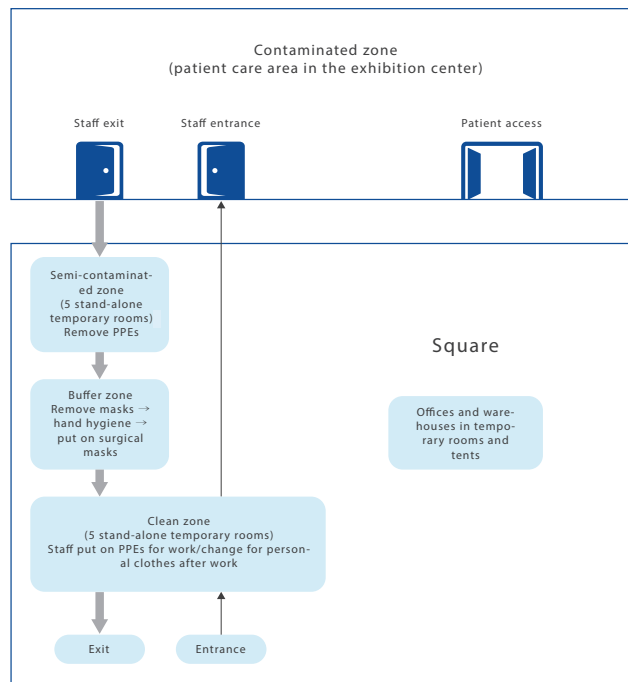 Contaminated zone
(patient care area in the exhibition center)
Staff exit
Staff entrance
Patient access
Semi-contaminat-
ed zone
(5 stand-alone
temporary rooms)
Remove PPEs
Square
Buffer zone
Remove masks →
hand hygiene →
put on surgical
masks
Offices and ware-
houses in tempo-
rary rooms and
tents
Clean zone
(5 stand-alone temporary rooms)
Staff put on PPEs for work/change for person-
al clothes after work
Exit
Entrance